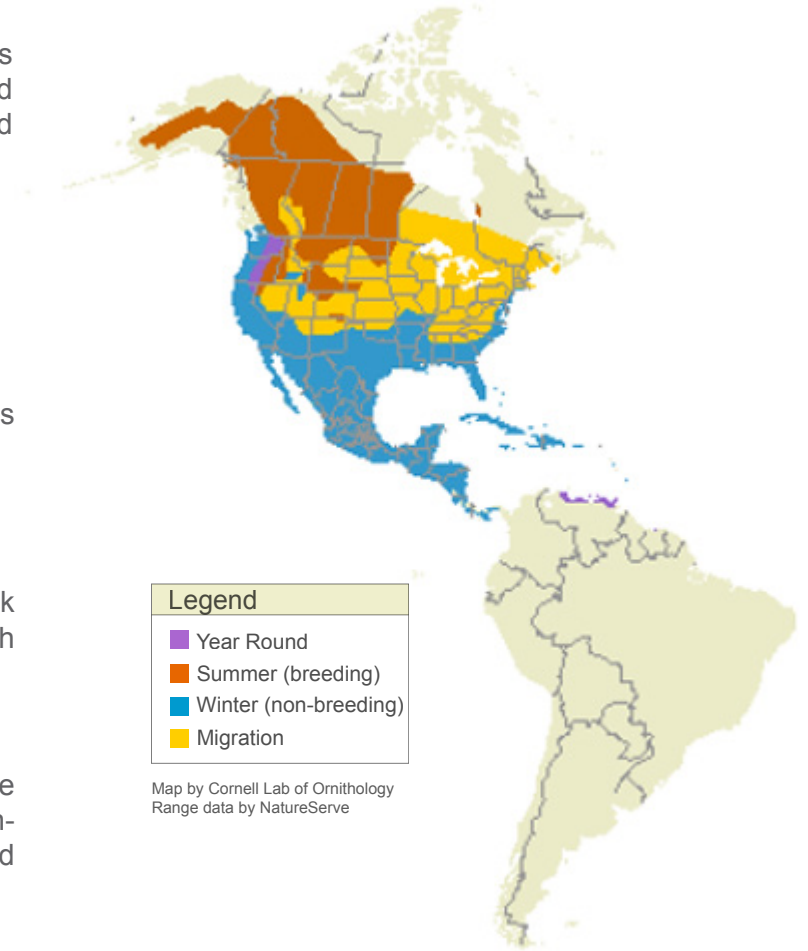 s
d
d
s
k
h
e
n-
d
Legend
Year Round
Summer (breeding)
Winter (non-breeding)
Migration
Map by Cornell Lab of Ornithology
Range data by NatureServe